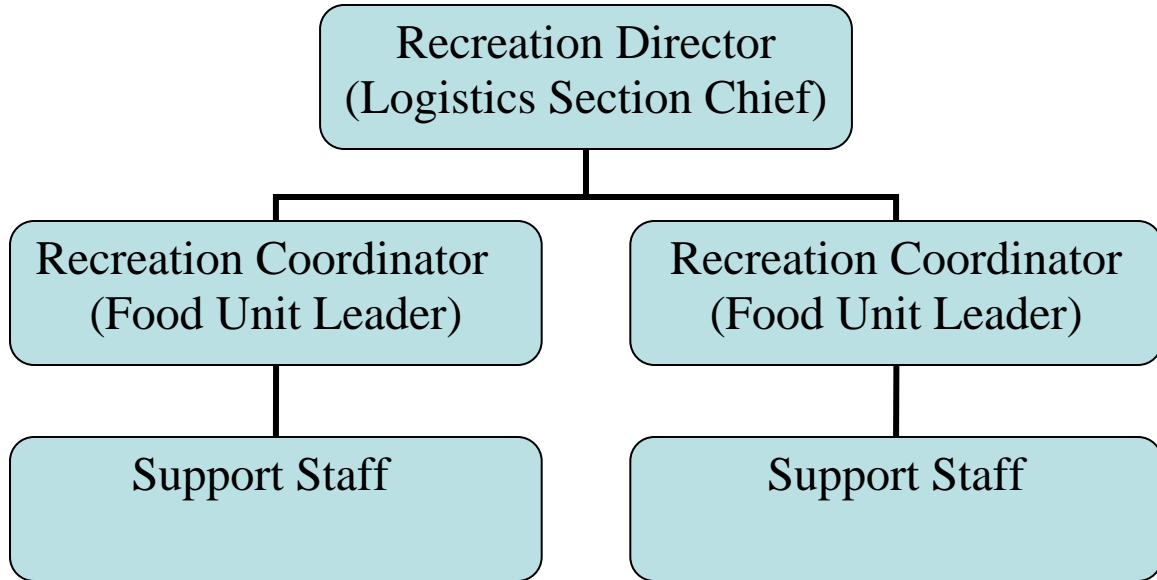 Recreation Director
(Logistics Section Chief)
Recreation Coordinator
(Food Unit Leader)
Recreation Coordinator
(Food Unit Leader)
Support Staff
Support Staff